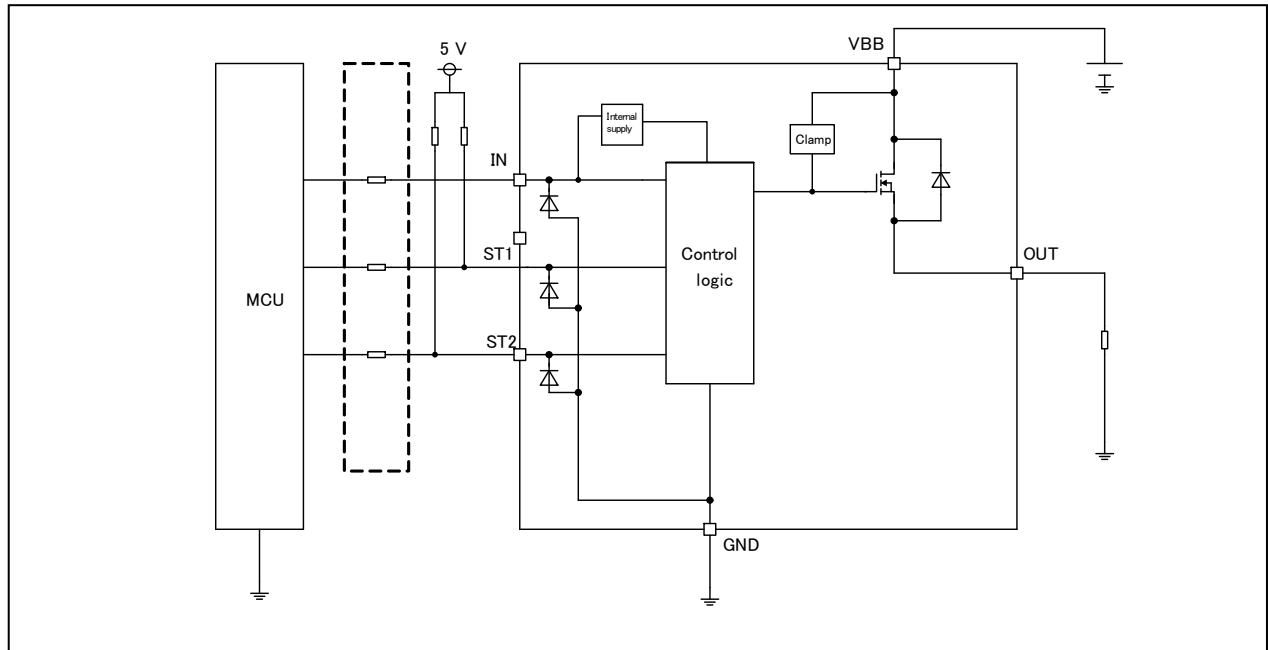 5 V
VBB
Internal
supply
Clamp
IN
ST1
Control
logic
OUT
MCU
ST2
GND